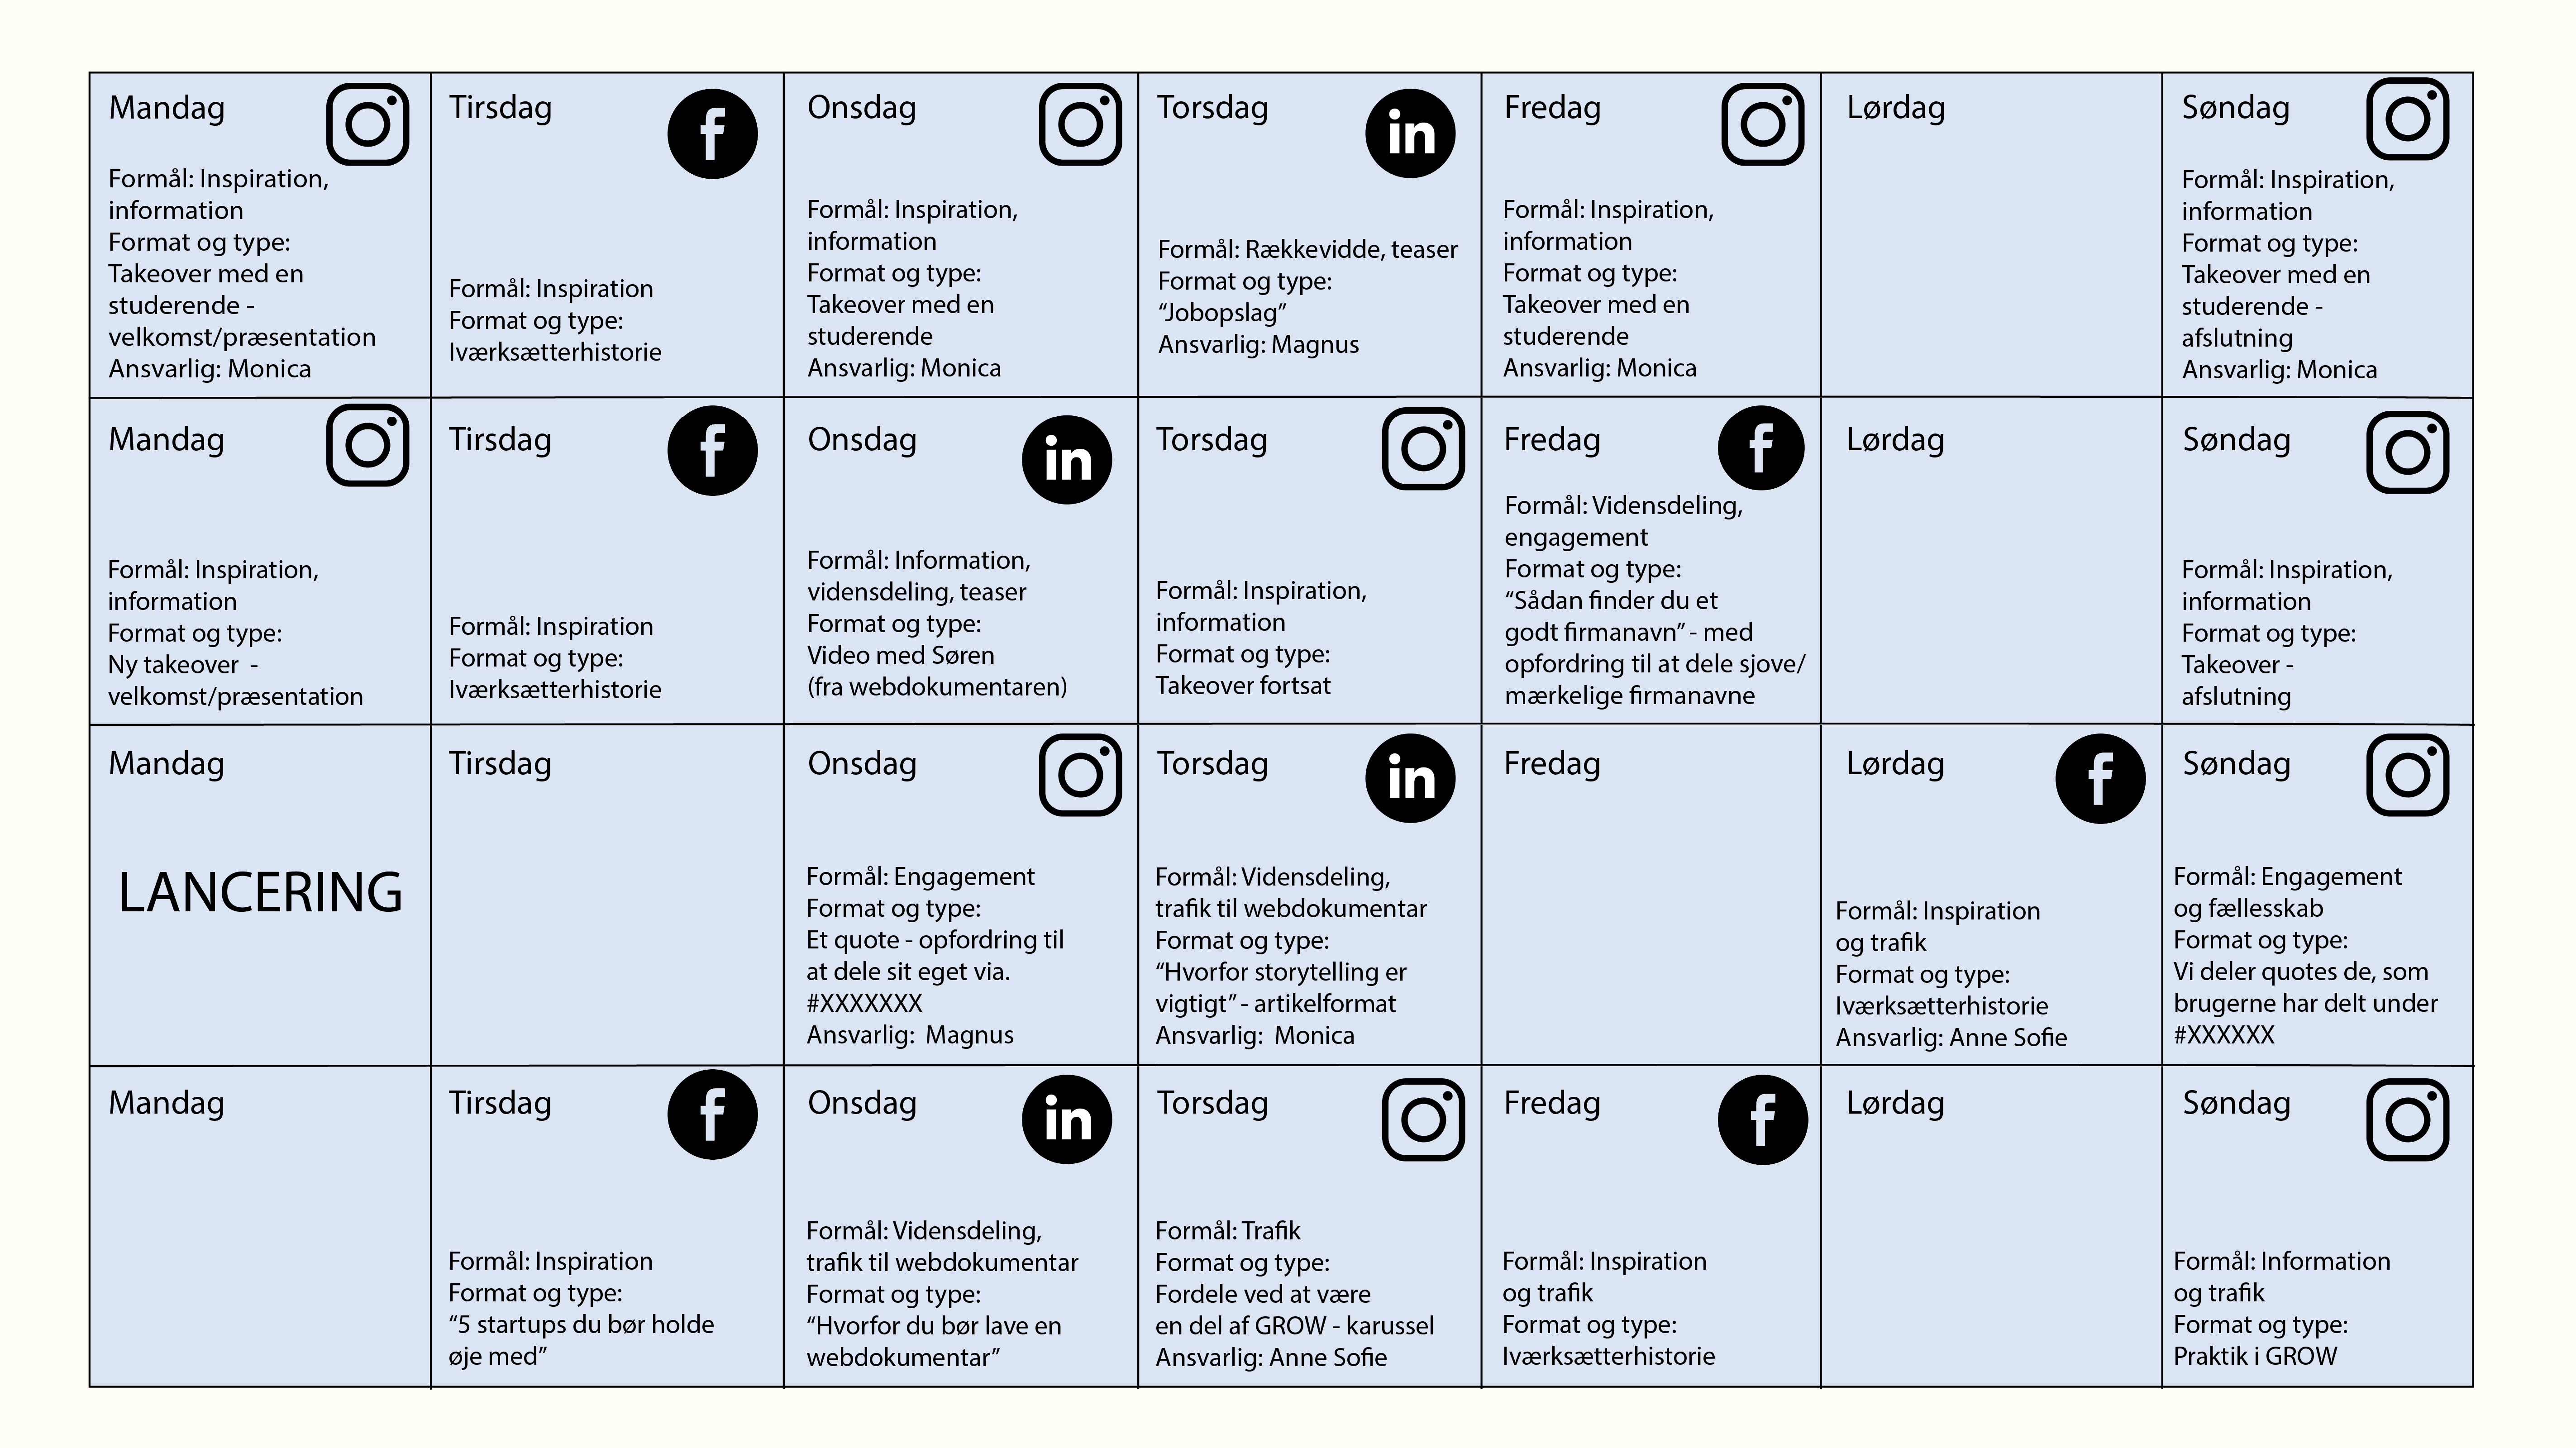 Mandag
Formål: Inspiration,
information
Format og type:
Takeover med en
studerende -
velkomst/præsentation
Ansvarlig: Monica
Tirsdag
f
Formål: Inspiration
Format og type:
Iværksætterhistorie
Onsdag
Formål: Inspiration,
information
Format og type:
Takeover med en
studerende
Ansvarlig: Monica
Torsdag
in
Formål: Rækkevidde, teaser
Format og type:
“Jobopslag”
Ansvarlig: Magnus
Fredag
Formål: Inspiration,
information
Format og type:
Takeover med en
studerende
Ansvarlig: Monica
Lørdag
Søndag
Formål: Inspiration,
information
Format og type:
Takeover med en
studerende -
afslutning
Ansvarlig: Monica
Mandag
Formål: Inspiration,
information
Format og type:
Ny takeover -
velkomst/præsentation
Tirsdag
f
Formål: Inspiration
Format og type:
Iværksætterhistorie
Onsdag
in
Formål: Information,
vidensdeling, teaser
Format og type:
Video med Søren
(fra webdokumentaren)
Torsdag
Formål: Inspiration,
information
Format og type:
Takeover fortsat
Fredag
f
Formål: Vidensdeling,
engagement
Format og type:
“Sådan finder du et
godt firmanavn” - med
opfordring til at dele sjove/
mærkelige firmanavne
Lørdag
Søndag
Formål: Inspiration,
information
Format og type:
Takeover -
afslutning
Mandag
LANCERING
Tirsdag
Onsdag
Formål: Engagement
Format og type:
Et quote - opfordring til
at dele sit eget via.
#XXXXXXX
Ansvarlig: Magnus
Torsdag
in
Formål: Vidensdeling,
trafik til webdokumentar
Format og type:
“Hvorfor storytelling er
vigtigt” - artikelformat
Ansvarlig: Monica
Fredag
Lørdag
f
Formål: Inspiration
og trafik
Format og type:
Iværksætterhistorie
Ansvarlig: Anne Sofie
Søndag
Formål: Engagement
og fællesskab
Format og type:
Vi deler quotes de, som
brugerne har delt under
#XXXXXX
Mandag
Tirsdag
f
Formål: Inspiration
Format og type:
“5 startups du bør holde
øje med”
Onsdag
in
Formål: Vidensdeling,
trafik til webdokumentar
Format og type:
“Hvorfor du bør lave en
webdokumentar”
Torsdag
Formål: Trafik
Format og type:
Fordele ved at være
en del af GROW - karussel
Ansvarlig: Anne Sofie
Fredag
f
Formål: Inspiration
og trafik
Format og type:
Iværksætterhistorie
Lørdag
Søndag
Formål: Information
og trafik
Format og type:
Praktik i GROW